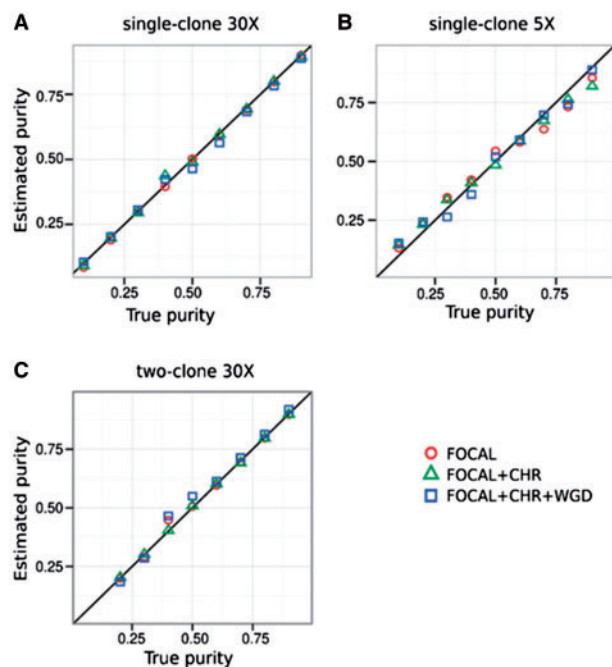 A
single-clone 30X
Estimated purity
0.75
0.50
0.25
0.25
0.50
0.75
True purity
B
single-clone 5X
0.75
0.50
0.25
0.25
0.50
0.75
True purity
C
two-clone 30X
Estimated purity
0.75
0.50
0.25
0.25
0.50
0.75
True purity
FOCAL
FOCAL+CHR
FOCAL+CHR+WGD